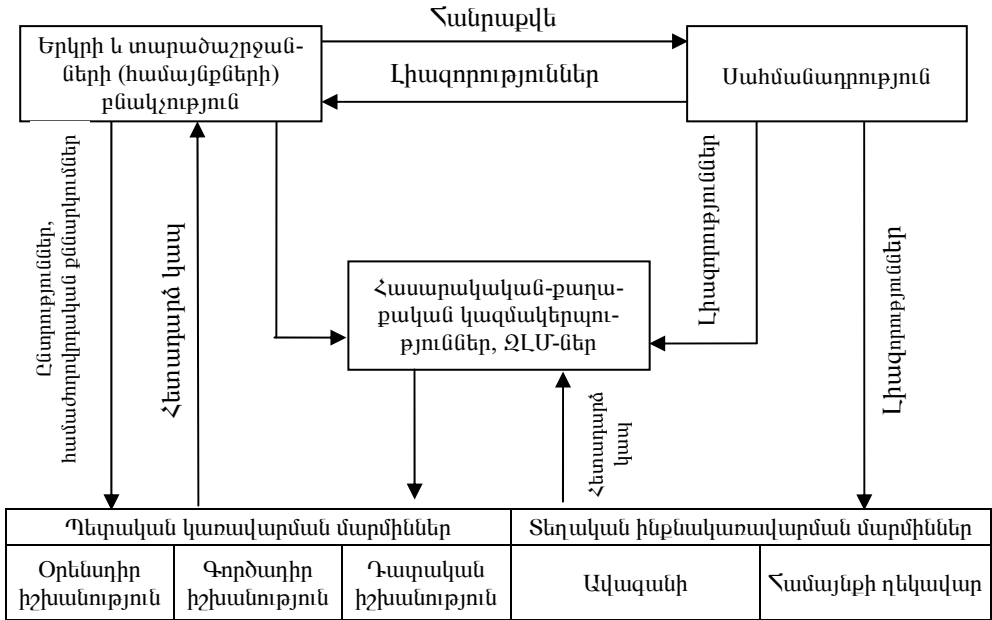 Հանրաքվե
Երկրի և տարածաշրջան-
ների (համայնքների)
բնակչություն
Լիազորություններ
Սահմանադրություն
Ընտրություններ,
համաժողովրդական քննարկումներ
Հետադարձ կապ
Լիազորություններ
Լիազորություններ
Հասարակական-քաղա-
քական կազմակերպու-
թյուններ, ԶԼՄ-ներ
Հետադարձ
կապ
Պետական կառավարման մարմիններ
Տեղական ինքնակառավարման մարմիններ
Օրենսդիր
իշխանություն
Գործադիր
իշխանություն
Դատական
իշխանություն
Ավագանի
Համայնքի ղեկավար